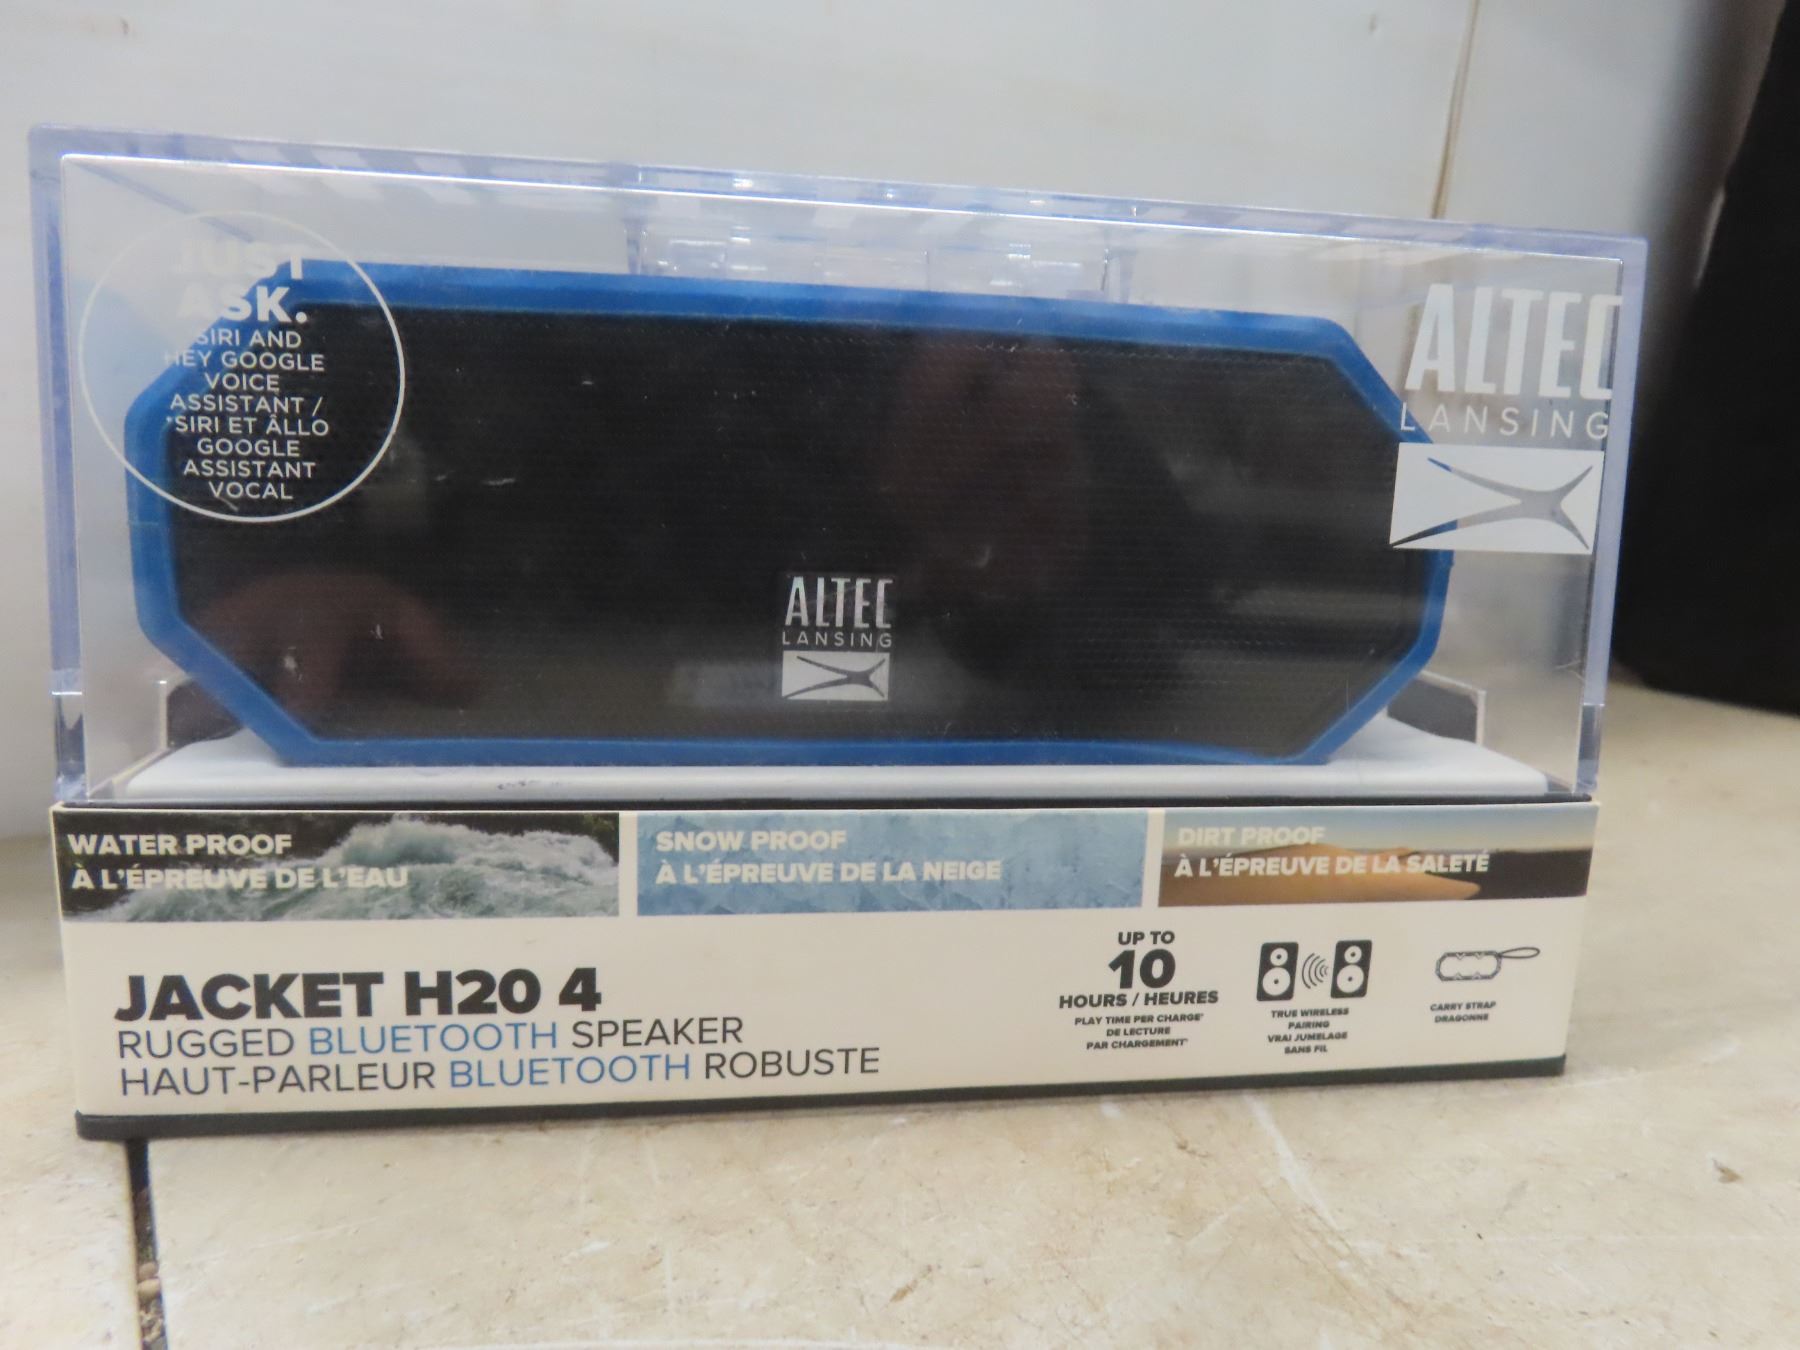 JUST
ASK.
*SIRI AND
HEY GOOGLE
VOICE
ASSISTANT /
*SIRI ET ÂLLO
GOOGLE
ASSISTANT
VOCAL
ALTEC
LANSING
ALTEC
LANSING
WATER PROOF
À L'ÉPREUVE DE L'EAU
SNOW PROOF
À L'ÉPREUVE DE LA NEIGE
DIRT PROOF
À L'ÉPREUVE DE LA SALETÉ
JACKET H20 4
RUGGED BLUETOOTH SPEAKER
HAUT-PARLEUR BLUETOOTH ROBUSTE
UP TO
10
HOURS / HEURES
PLAY TIME PER CHARGE*
DE LECTURE
PAR CHARGEMENT*
TRUE WIRELESS
PAIRING
VRAI JUMELAGE
SANS FIL
CARRY STRAP
DRAGONNE